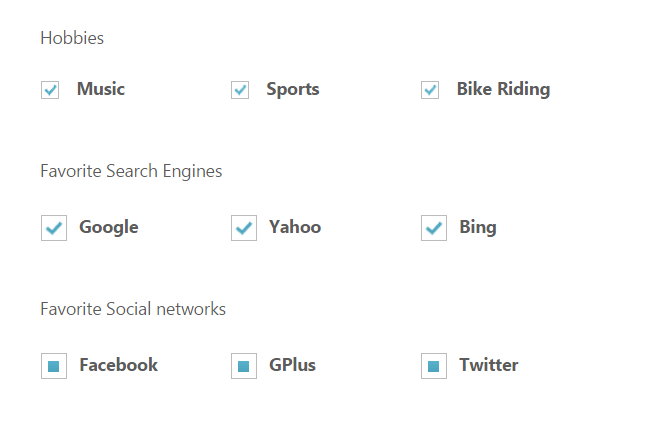 Hobbies
Music Sports Bike Riding
Favorite Search Engines
Google Yahoo Bing
Favorite Social networks
Facebook GPlus Twitter